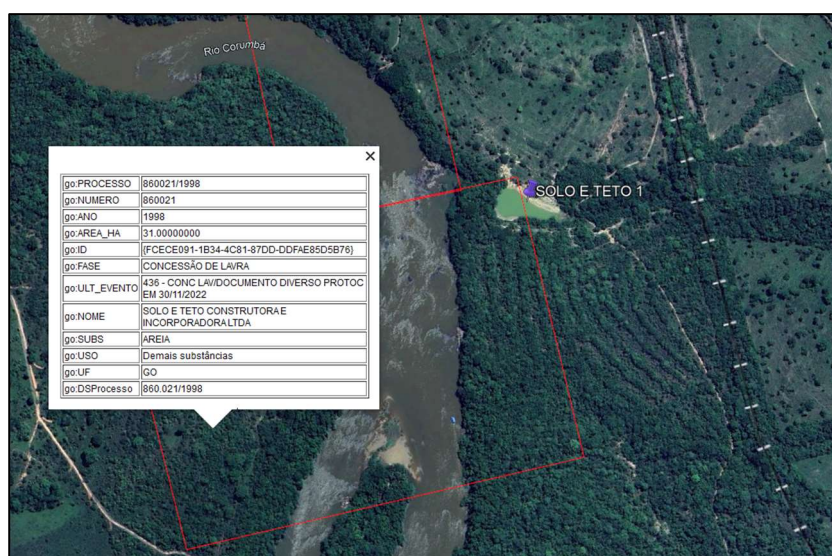 Rio Corumbá
SOLO E TETO 1
×
go:PROCESSO 860021/1998
go:NUMERO 860021
go:ANO 1998
go:AREA_HA 31.00000000
go:ID {FCECE091-1B34-4C81-87DD-DDFAE85D5B76}
go:FASE CONCESSÃO DE LAVRA
go:ULT_EVENTO 436 - CONC LAV/DOCUMENTO DIVERSO PROTOC
EM 30/11/2022
go:NOME SOLO E TETO CONSTRUTORA E
INCORPORADORA LTDA
go:SUBS AREIA
go:USO Demais substâncias
go:UF GO
go:DSProcesso 860.021/1998